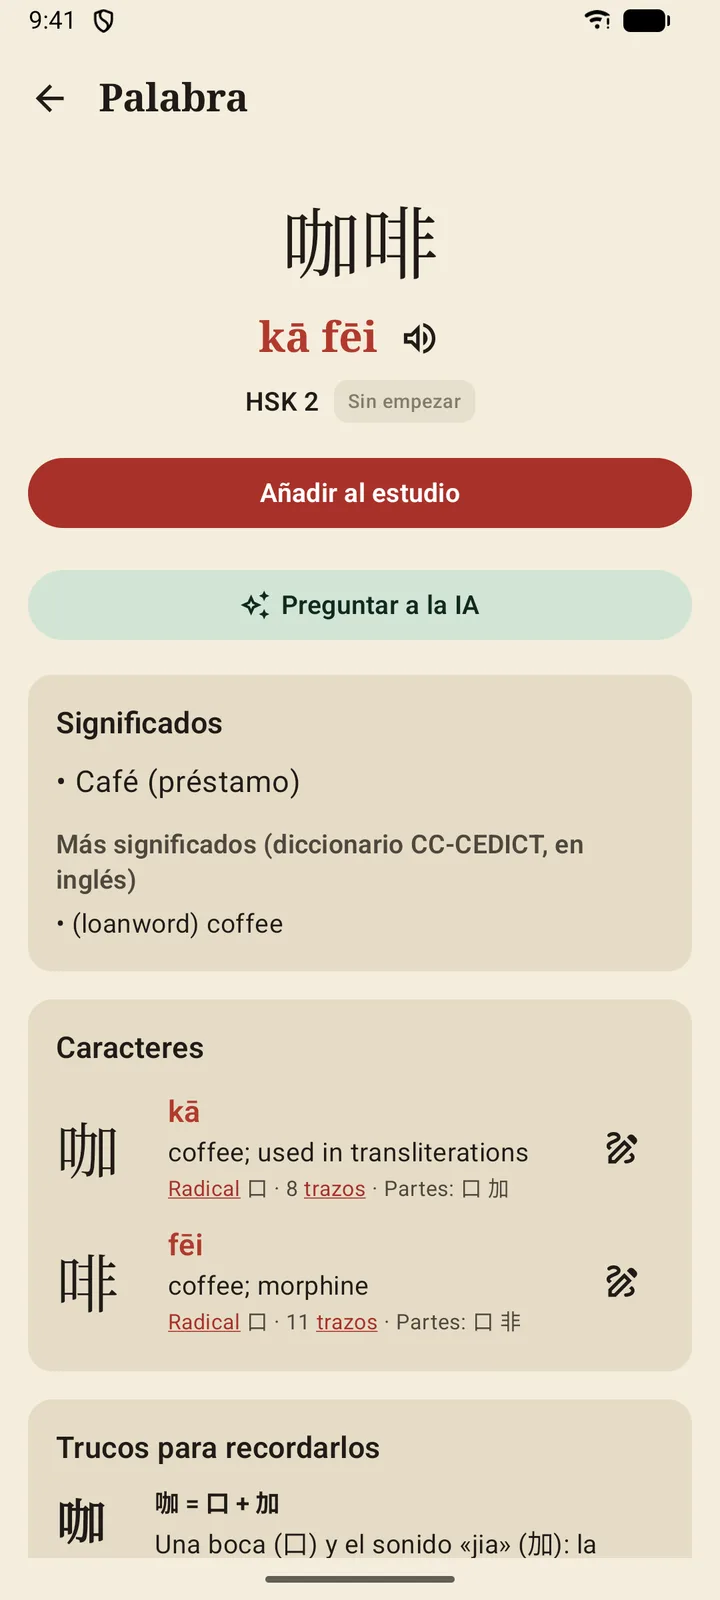 9:41
Palabra
咖啡
kā fēi
HSK 2 Sin empezar
Añadir al estudio
Preguntar a la IA
Significados
• Café (préstamo)
Más significados (diccionario CC-CEDICT, en
inglés)
• (loanword) coffee
Caracteres
咖
kā
coffee; used in transliterations
Radical 口 · 8 trazos · Partes: 口 加
啡
fēi
coffee; morphine
Radical 口 · 11 trazos · Partes: 口 非
Trucos para recordarlos
咖
咖 = 口 + 加
Una boca (口) y el sonido «jia» (加): la